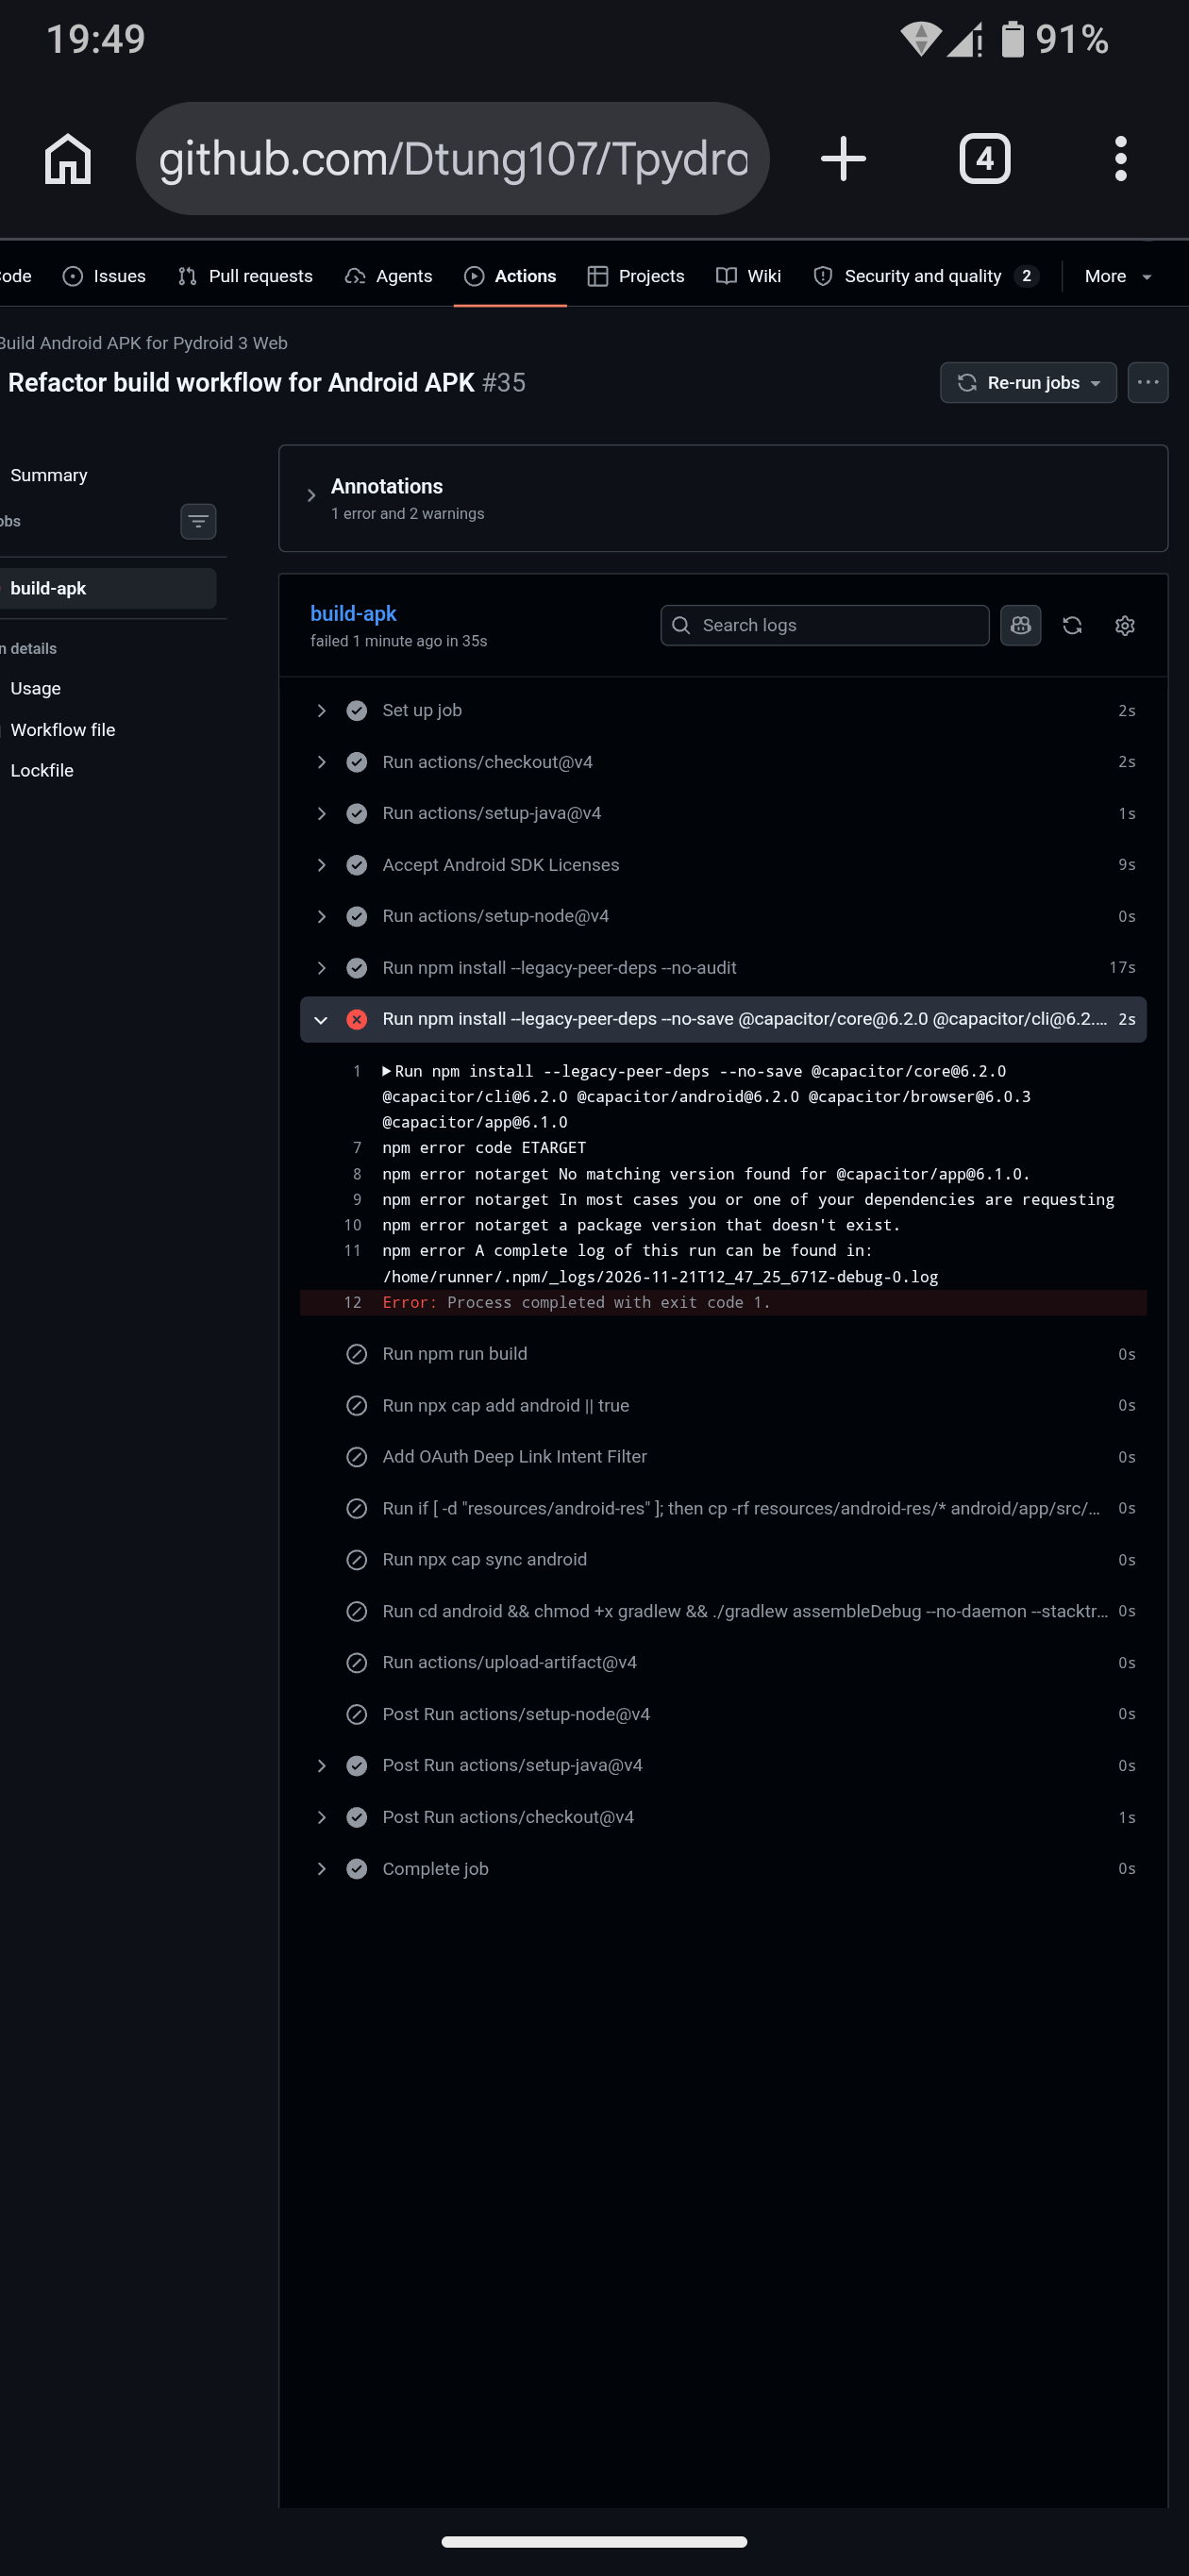 19:49
91%
github.com/Dtung107/Tpydro
4
ode
Issues
Pull requests
Agents
Actions
Projects
Wiki
Security and quality 2
More
Build Android APK for Pydroid 3 Web
Refactor build workflow for Android APK #35
Re-run jobs
Summary
obs
build-apk
n details
Usage
Workflow file
Lockfile
Annotations
1 error and 2 warnings
build-apk
failed 1 minute ago in 35s
Search logs
Set up job 2s
Run actions/checkout@v4 2s
Run actions/setup-java@v4 1s
Accept Android SDK Licenses 9s
Run actions/setup-node@v4 0s
Run npm install --legacy-peer-deps --no-audit 17s
Run npm install --legacy-peer-deps --no-save @capacitor/core@6.2.0 @capacitor/cli@6.2.... 2s
1 Run npm install --legacy-peer-deps --no-save @capacitor/core@6.2.0
@capacitor/cli@6.2.0 @capacitor/android@6.2.0 @capacitor/browser@6.0.3
@capacitor/app@6.1.0
7 npm error code ETARGET
8 npm error notarget No matching version found for @capacitor/app@6.1.0.
9 npm error notarget In most cases you or one of your dependencies are requesting
10 npm error notarget a package version that doesn't exist.
11 npm error A complete log of this run can be found in:
/home/runner/.npm/_logs/2026-11-21T12_47_25_671Z-debug-0.log
12 Error: Process completed with exit code 1.
Run npm run build 0s
Run npx cap add android || true 0s
Add OAuth Deep Link Intent Filter 0s
Run if [ -d "resources/android-res" ]; then cp -rf resources/android-res/* android/app/src/... 0s
Run npx cap sync android 0s
Run cd android && chmod +x gradlew && ./gradlew assembleDebug --no-daemon --stacktr... 0s
Run actions/upload-artifact@v4 0s
Post Run actions/setup-node@v4 0s
Post Run actions/setup-java@v4 0s
Post Run actions/checkout@v4 1s
Complete job 0s